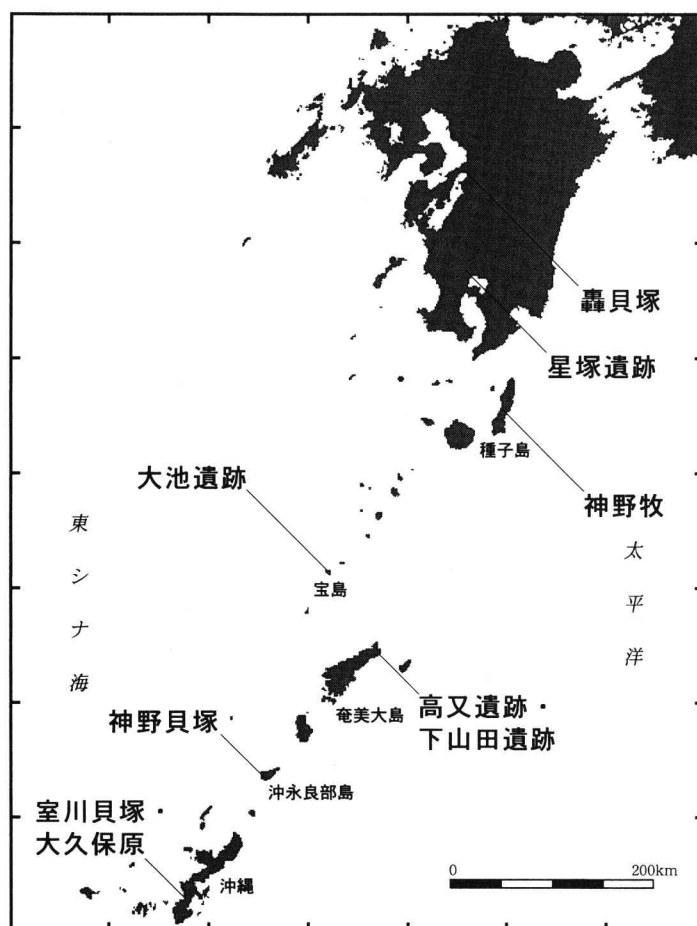 轟貝塚
星塚遺跡
種子島
大池遺跡
神野牧
東シナ海
太平洋
宝島
高又遺跡・
下山田遺跡
奄美大島
神野貝塚
沖永良部島
室川貝塚・
大久保原
沖縄
0 200km